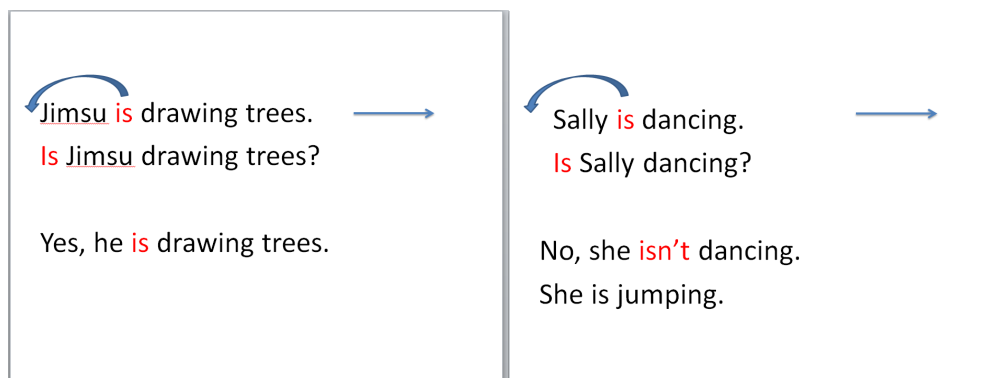 Jimsu is drawing trees.
Is Jimsu drawing trees?
Yes, he is drawing trees.
Sally is dancing.
Is Sally dancing?
No, she isn’t dancing.
She is jumping.